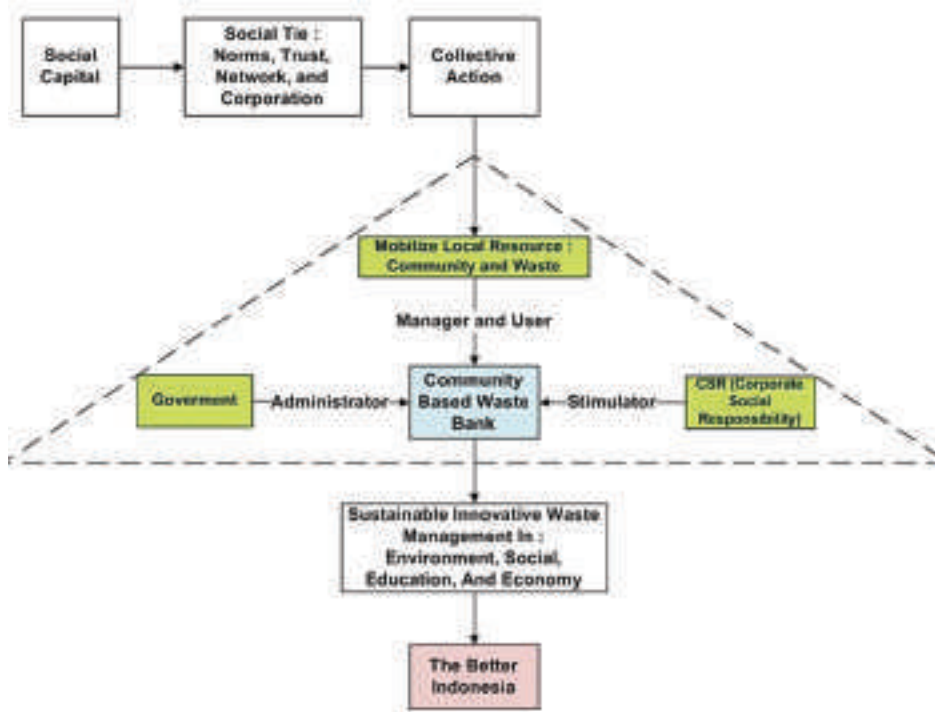 Social
Capital
Social Tie :
Norms, Trust,
Network, and
Corporation
Collective
Action
Mobilize Local Resource :
Community and Waste
Manager and User
Goverment
Administrator
Community
Based Waste
Bank
Stimulator
CSR (Corporate
Social
Responsibility)
Sustainable Innovative Waste
Management In :
Environment, Social,
Education, And Economy
The Better
Indonesia